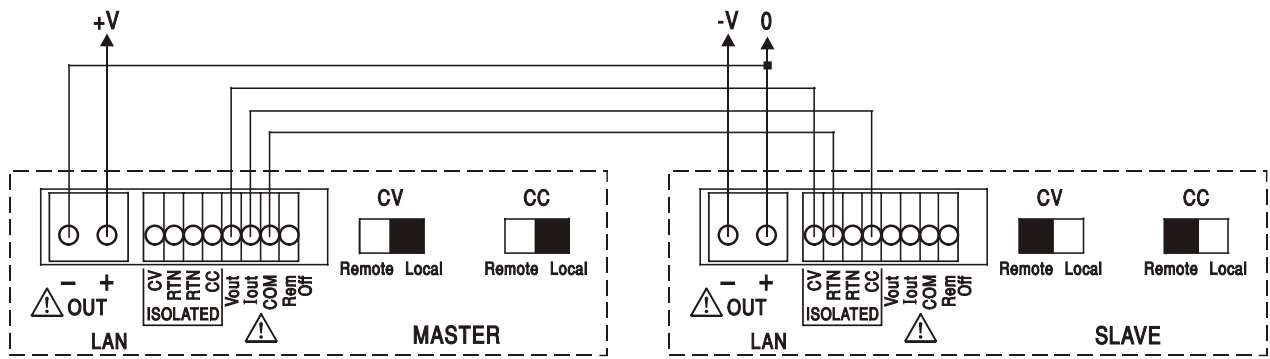 +V
-V 0
CV CC
Remote Local Remote Local
- +
OUT
CV RTN RTN CC Vout Iout COM Rem Off
ISOLATED
LAN
MASTER
CV CC
Remote Local Remote Local
- +
OUT
CV RTN RTN CC Vout Iout COM Rem Off
ISOLATED
LAN
SLAVE